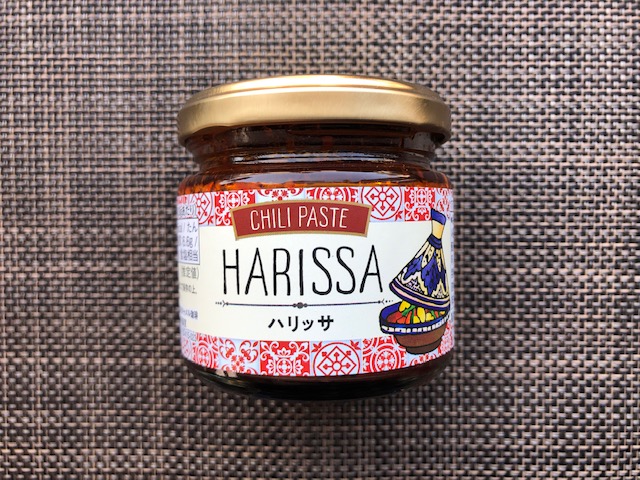 CHILI PASTE
HARISSA
ハリッサ